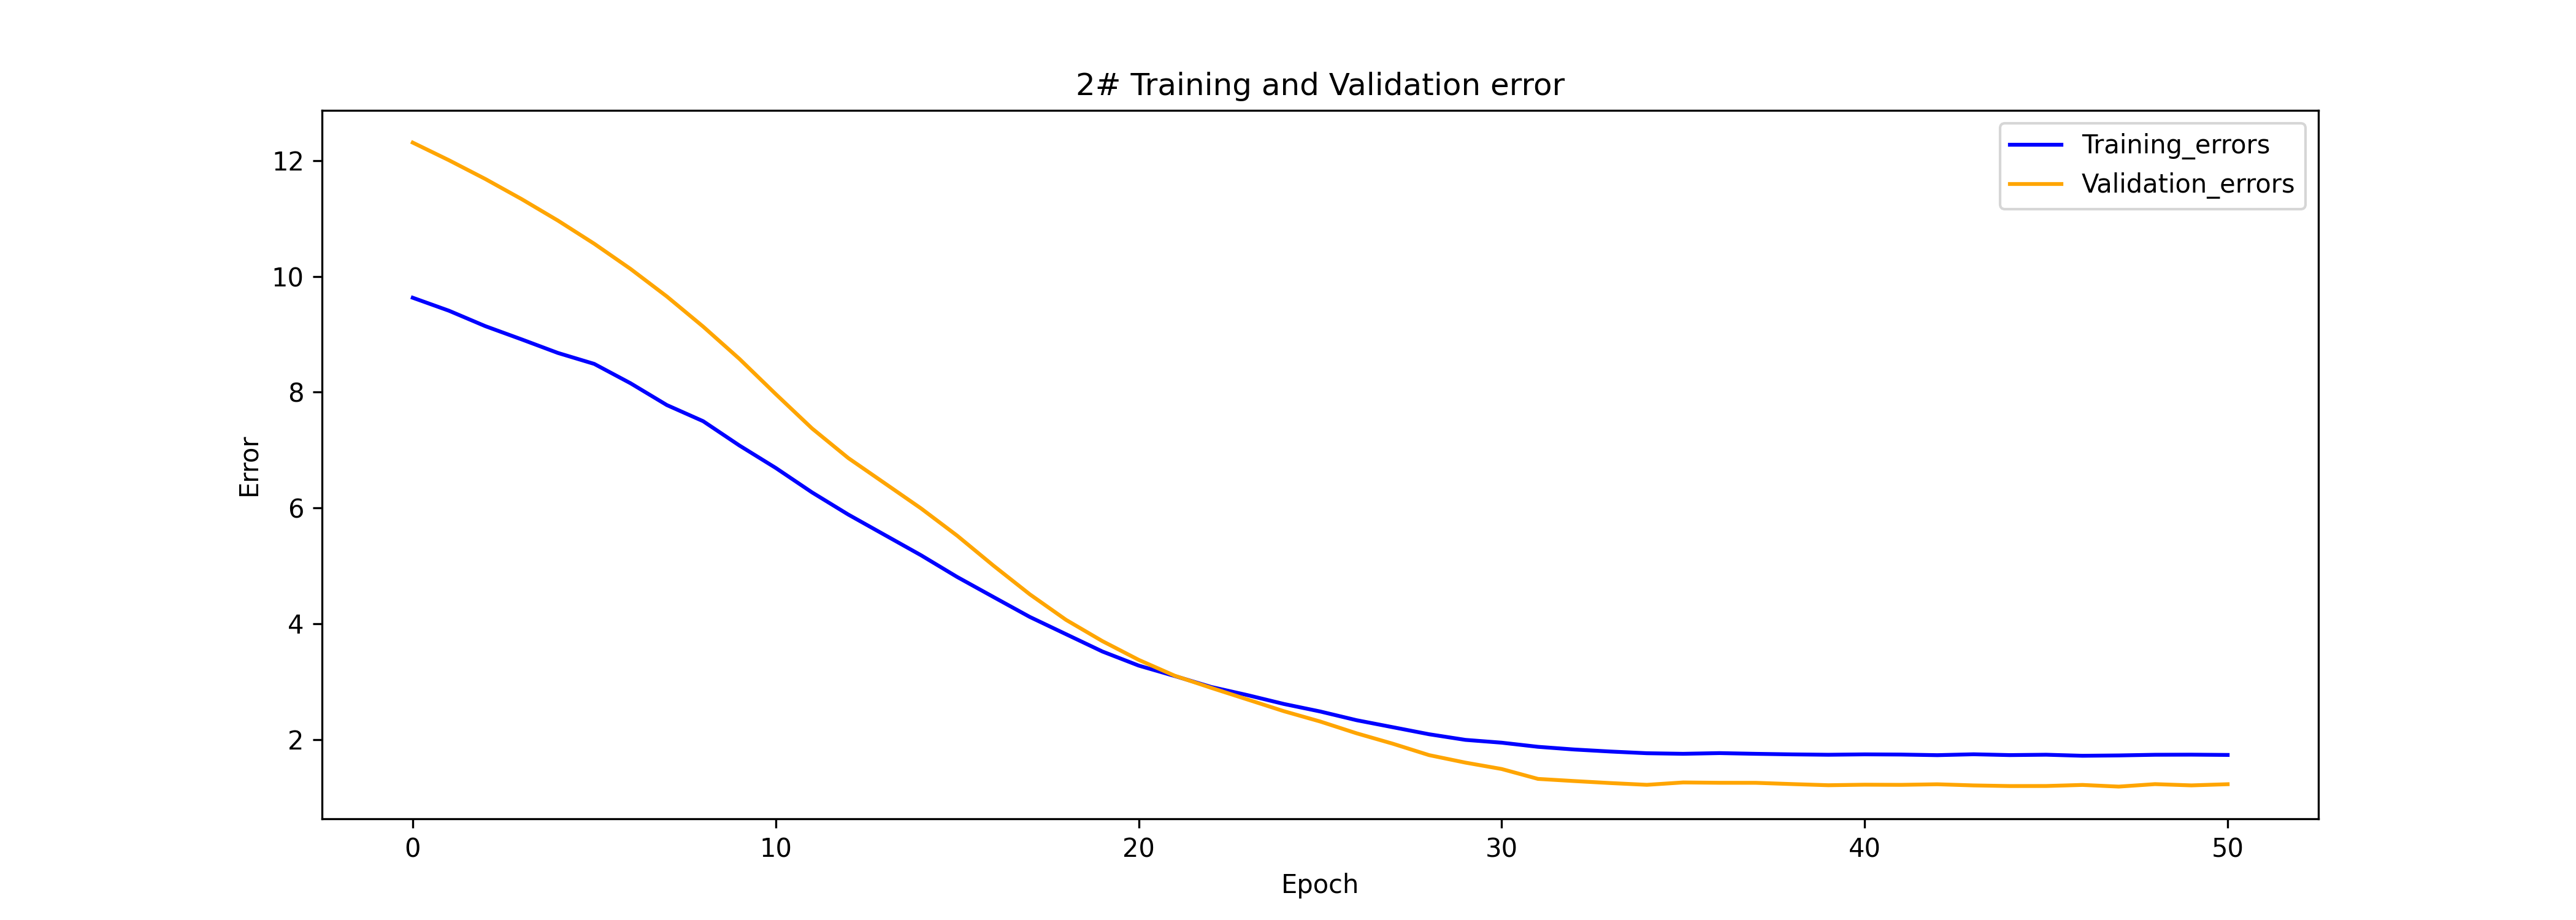 2# Training and Validation error
Training_errors
Validation_errors
12
10
8
6
4
2
Error
0 10 20 30 40 50
Epoch